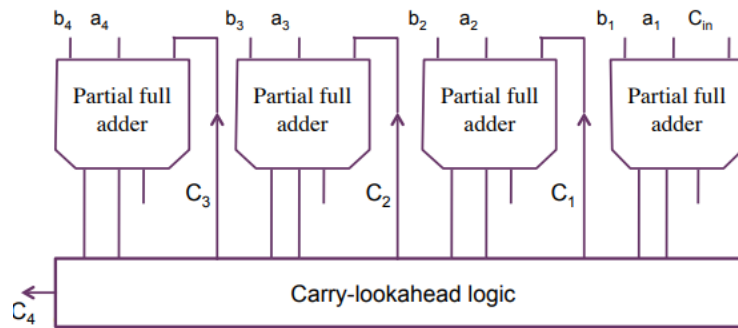 b₄ a₄ b₃ a₃ b₂ a₂ b₁ a₁ Cᵢₙ
Partial full adder
Partial full adder
Partial full adder
Partial full adder
C₃ C₂ C₁
Carry-lookahead logic
C₄